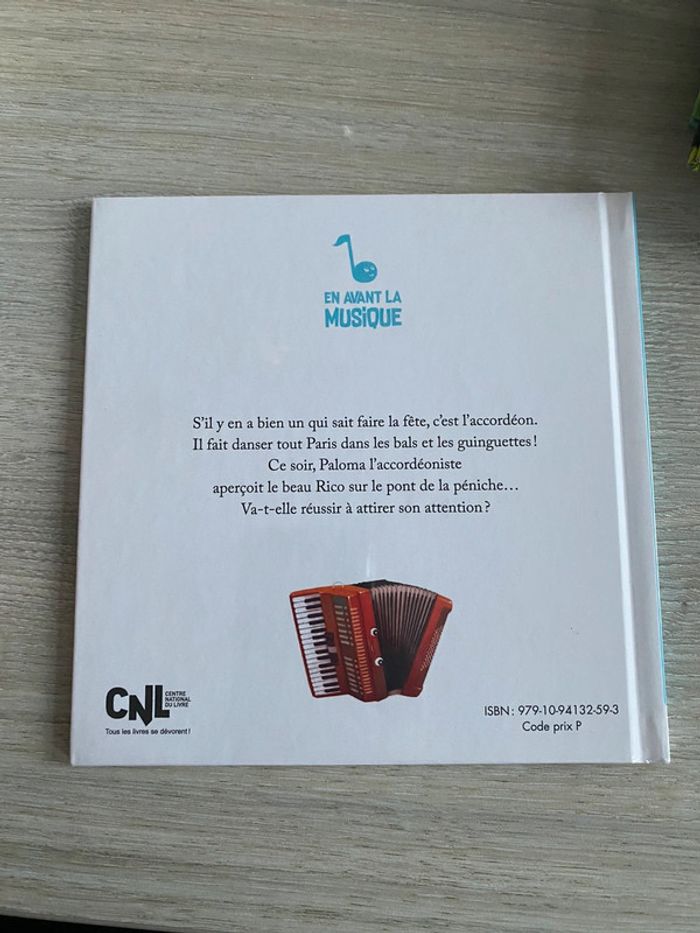 EN AVANT LA
MUSiQUE
S'il y en a bien un qui sait faire la fête, c'est l'accordéon.
Il fait danser tout Paris dans les bals et les guinguettes !
Ce soir, Paloma l'accordéoniste
aperçoit le beau Rico sur le pont de la péniche…
Va-t-elle réussir à attirer son attention ?
CNL
CENTRE
NATIONAL
DU LIVRE
Tous les livres se dévorent !
ISBN : 979-10-94132-59-3
Code prix P